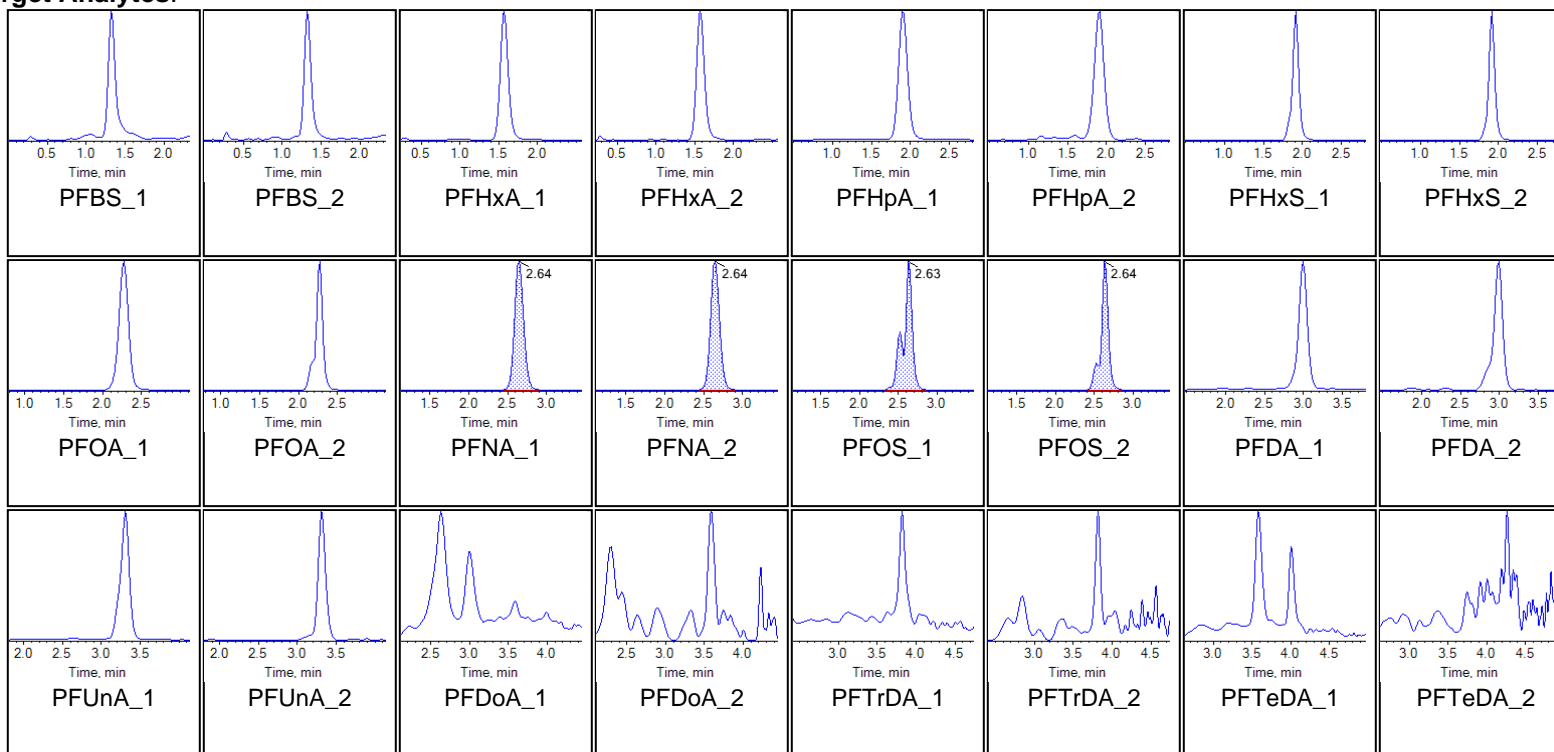 rget Analytes:
0.5 1.0 1.5 2.0 0.5 1.0 1.5 2.0 0.5 1.0 1.5 2.0 0.5 1.0 1.5 2.0 1.0 1.5 2.0 2.5 1.0 1.5 2.0 2.5 1.0 1.5 2.0 2.5 1.0 1.5 2.0 2.5
Time, min Time, min Time, min Time, min Time, min Time, min Time, min Time, min
PFBS_1 PFBS_2 PFHxA_1 PFHxA_2 PFHpA_1 PFHpA_2 PFHxS_1 PFHxS_2
2.64 2.64 2.63 2.64
1.0 1.5 2.0 2.5 1.0 1.5 2.0 2.5 1.5 2.0 2.5 3.0 1.5 2.0 2.5 3.0 1.5 2.0 2.5 3.0 1.5 2.0 2.5 3.0 2.0 2.5 3.0 3.5 2.0 2.5 3.0 3.5
Time, min Time, min Time, min Time, min Time, min Time, min Time, min Time, min
PFOA_1 PFOA_2 PFNA_1 PFNA_2 PFOS_1 PFOS_2 PFDA_1 PFDA_2
2.0 2.5 3.0 3.5 2.0 2.5 3.0 3.5 2.5 3.0 3.5 4.0 2.5 3.0 3.5 4.0 3.0 3.5 4.0 4.5 3.0 3.5 4.0 4.5 3.0 3.5 4.0 4.5 3.0 3.5 4.0 4.5
Time, min Time, min Time, min Time, min Time, min Time, min Time, min Time, min
PFUnA_1 PFUnA_2 PFDoA_1 PFDoA_2 PFTrDA_1 PFTrDA_2 PFTeDA_1 PFTeDA_2